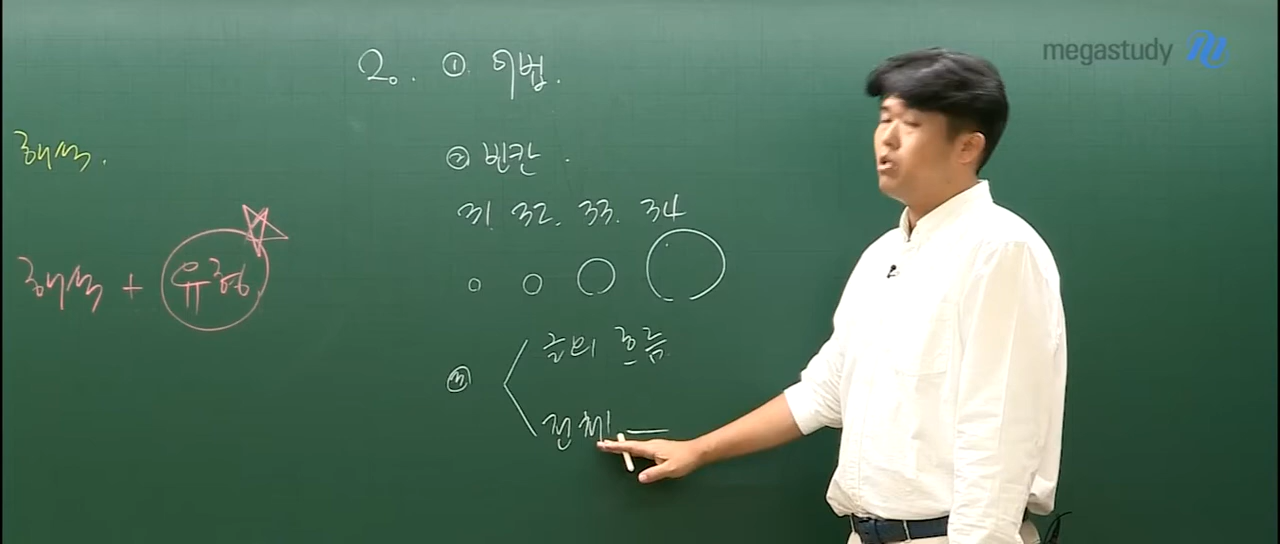 megastudy
2. ① 어법.
해석.
② 빈칸.
31. 32. 33. 34
해석 + 유형
③ 글의 흐름
전체 —